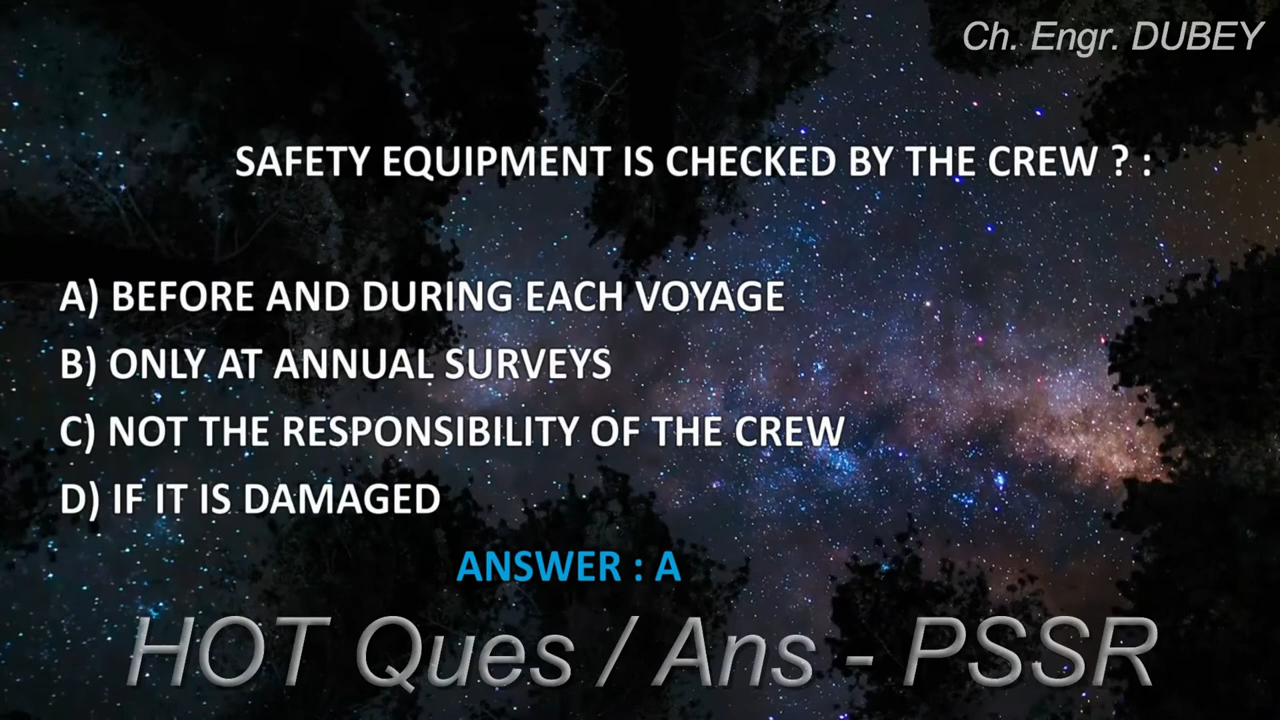 Ch. Engr. DUBEY
SAFETY EQUIPMENT IS CHECKED BY THE CREW ? :
A) BEFORE AND DURING EACH VOYAGE
B) ONLY AT ANNUAL SURVEYS
C) NOT THE RESPONSIBILITY OF THE CREW
D) IF IT IS DAMAGED
ANSWER : A
HOT Ques / Ans - PSSR